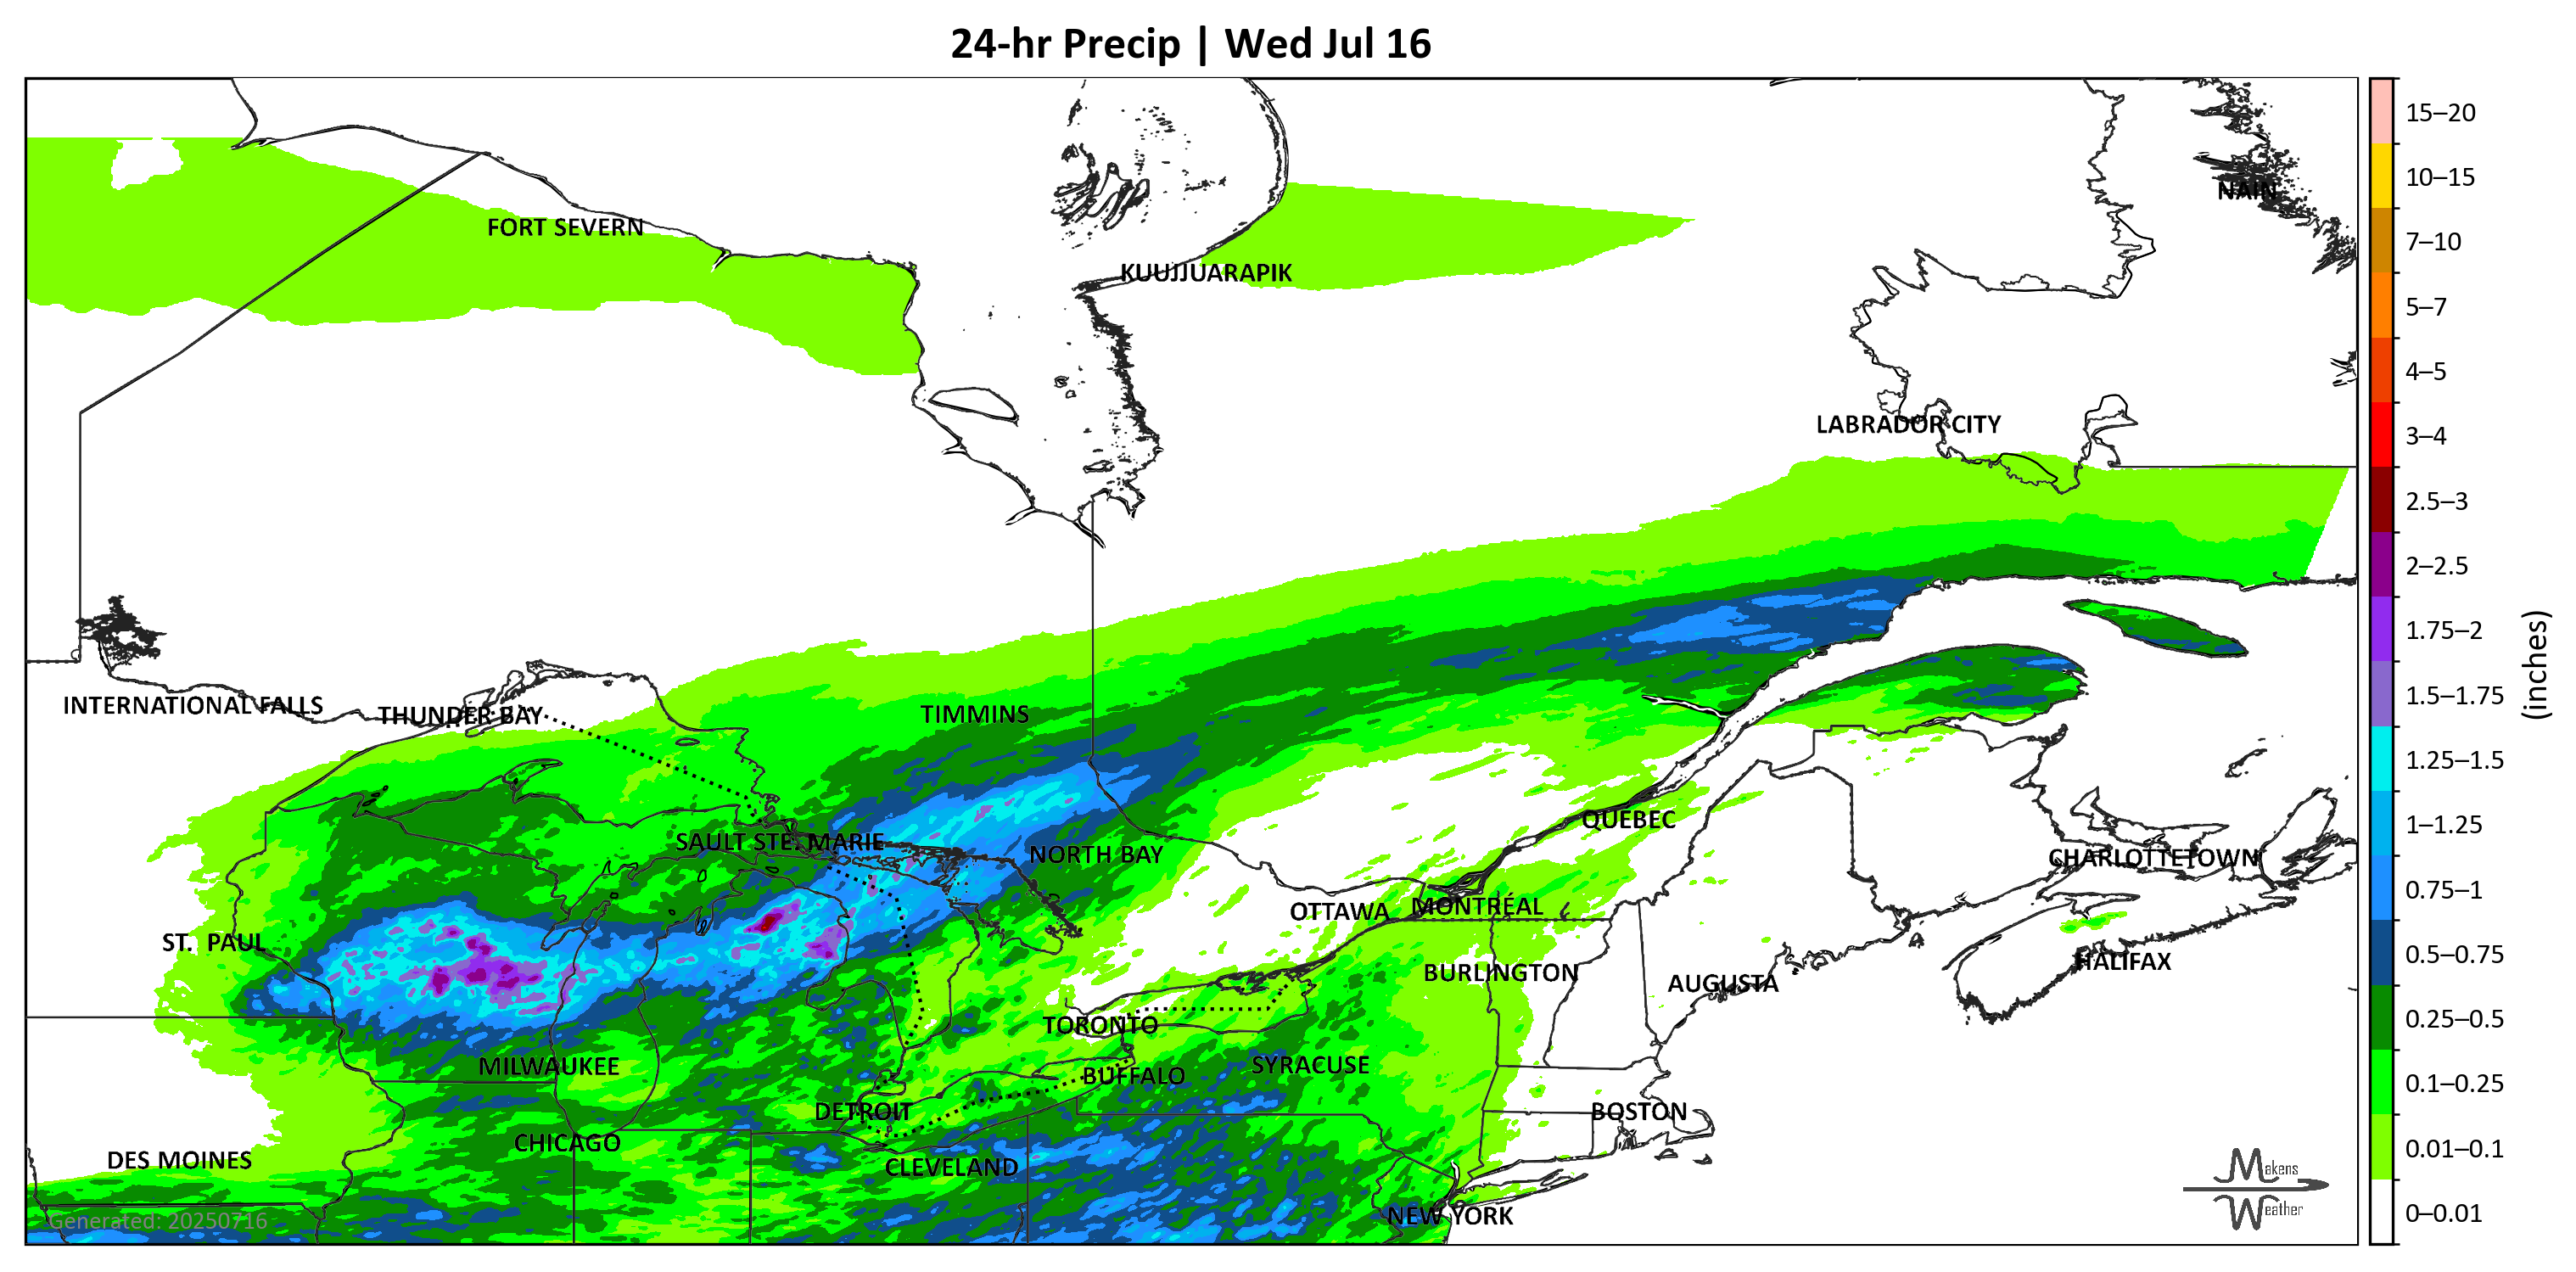 24-hr Precip | Wed Jul 16
NAIN
FORT SEVERN
KUUJJUARAPIK
LABRADOR CITY
INTERNATIONAL FALLS
THUNDER BAY
TIMMINS
QUÉBEC
SAULT STE. MARIE
NORTH BAY
CHARLOTTETOWN
OTTAWA
MONTRÉAL
ST. PAUL
HALIFAX
BURLINGTON
AUGUSTA
TORONTO
MILWAUKEE
SYRACUSE
BUFFALO
DETROIT
BOSTON
CHICAGO
DES MOINES
CLEVELAND
NEW YORK
Generated: 20250716
Makens
Weather
15–20
10–15
7–10
5–7
4–5
3–4
2.5–3
2–2.5
1.75–2
1.5–1.75
1.25–1.5
1–1.25
0.75–1
0.5–0.75
0.25–0.5
0.1–0.25
0.01–0.1
0–0.01
(inches)